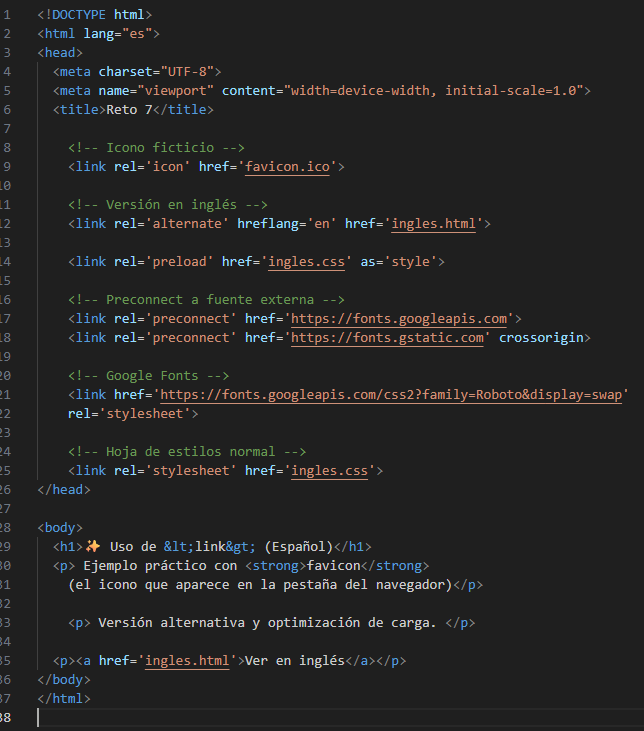 1 <!DOCTYPE html>
2 <html lang="es">
3 <head>
4 <meta charset="UTF-8">
5 <meta name="viewport" content="width=device-width, initial-scale=1.0">
6 <title>Reto 7</title>
7
8 <!-- Icono ficticio -->
9 <link rel='icon' href='favicon.ico'>
10
11 <!-- Versión en inglés -->
12 <link rel='alternate' hreflang='en' href='ingles.html'>
13
14 <link rel='preload' href='ingles.css' as='style'>
15
16 <!-- Preconnect a fuente externa -->
17 <link rel='preconnect' href='https://fonts.googleapis.com'>
18 <link rel='preconnect' href='https://fonts.gstatic.com' crossorigin>
19
20 <!-- Google Fonts -->
21 <link href='https://fonts.googleapis.com/css2?family=Roboto&display=swap'
22 rel='stylesheet'>
23
24 <!-- Hoja de estilos normal -->
25 <link rel='stylesheet' href='ingles.css'>
26 </head>
27
28 <body>
29 <h1>✨ Uso de &lt;link&gt; (Español)</h1>
30 <p> Ejemplo práctico con <strong>favicon</strong>
31 (el icono que aparece en la pestaña del navegador)</p>
32
33 <p> Versión alternativa y optimización de carga. </p>
34
35 <p><a href='ingles.html'>Ver en inglés</a></p>
36 </body>
37 </html>
38